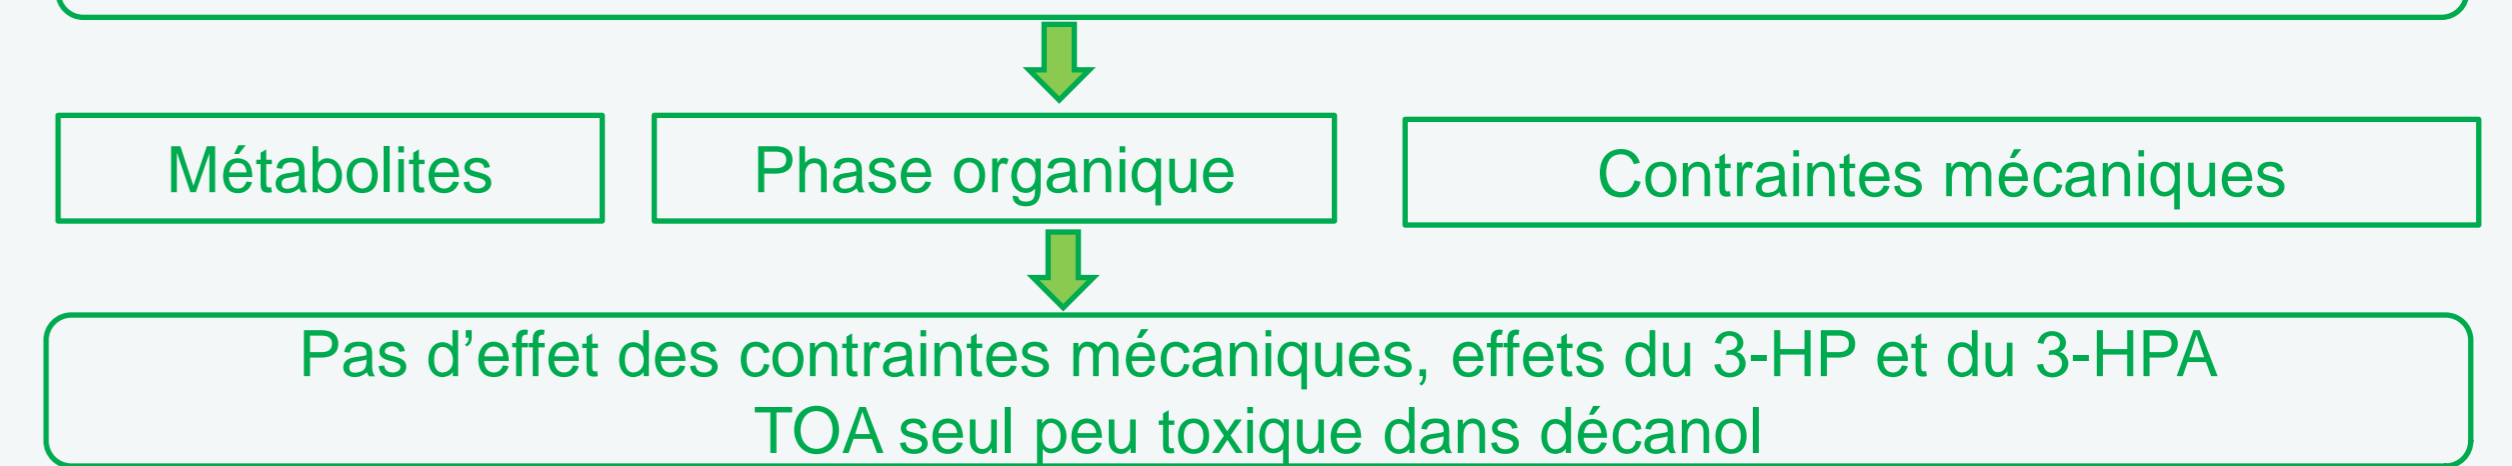 Métabolites
Phase organique
Contraintes mécaniques
Pas d’effet des contraintes mécaniques, effets du 3-HP et du 3-HPA
TOA seul peu toxique dans décanol